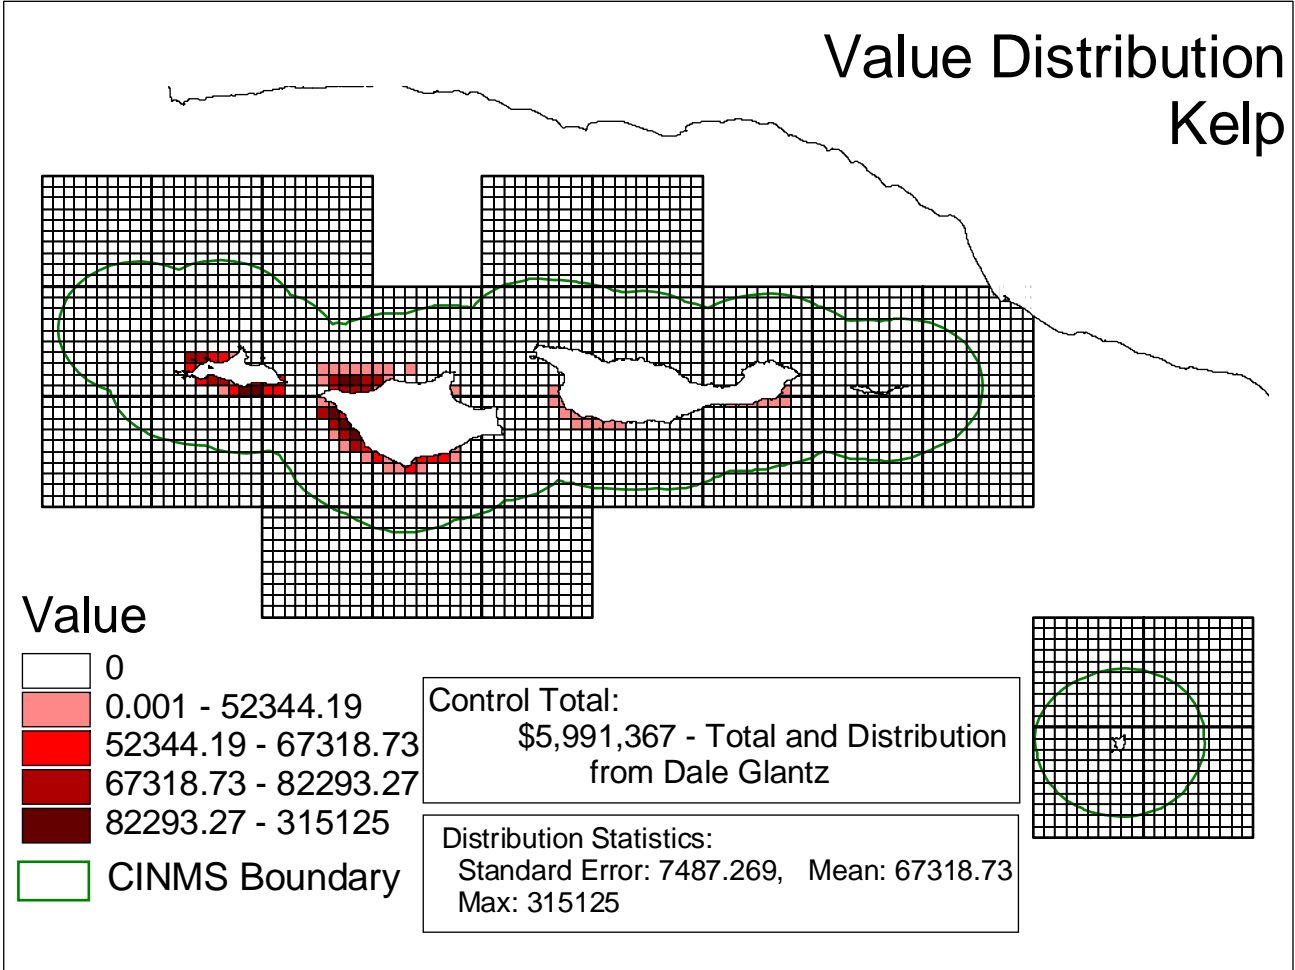 Value Distribution
Kelp
Value
0
0.001 - 52344.19
52344.19 - 67318.73
67318.73 - 82293.27
82293.27 - 315125
CINMS Boundary
Control Total:
$5,991,367 - Total and Distribution
from Dale Glantz
Distribution Statistics:
Standard Error: 7487.269, Mean: 67318.73
Max: 315125